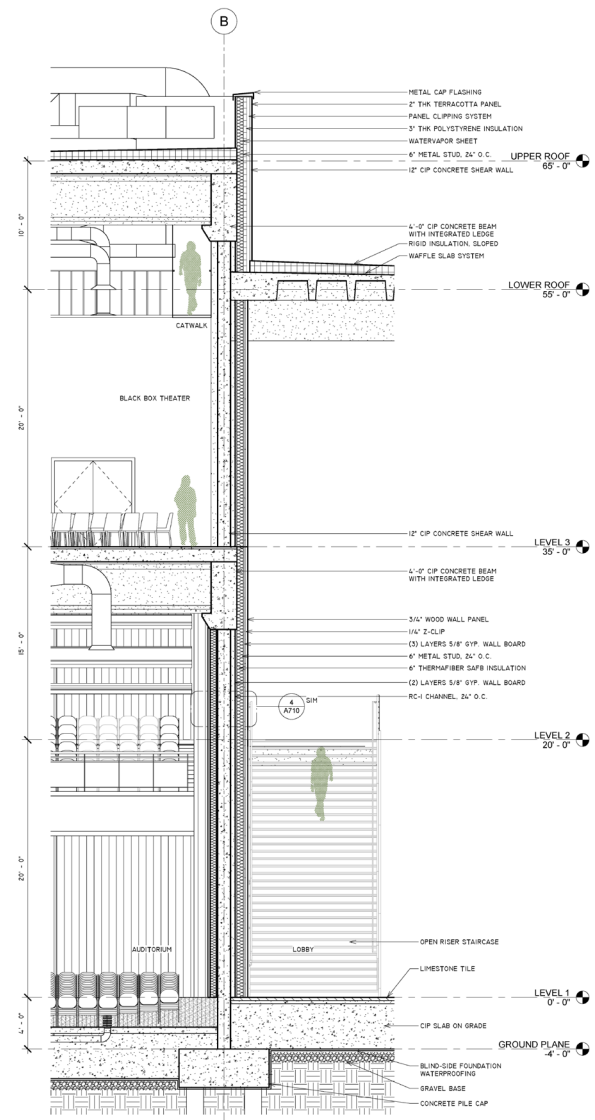 B
METAL CAP FLASHING
2" THK TERRACOTTA PANEL
PANEL CLIPPING SYSTEM
3" THK POLYSTYRENE INSULATION
WATERVAPOR SHEET
6" METAL STUD, 24" O.C.
12" CIP CONCRETE SHEAR WALL
UPPER ROOF
65' - 0"
10' - 0"
4'-0" CIP CONCRETE BEAM
WITH INTEGRATED LEDGE
RIGID INSULATION, SLOPED
WAFFLE SLAB SYSTEM
LOWER ROOF
55' - 0"
CATWALK
BLACK BOX THEATER
20' - 0"
12" CIP CONCRETE SHEAR WALL
LEVEL 3
35' - 0"
4'-0" CIP CONCRETE BEAM
WITH INTEGRATED LEDGE
15' - 0"
3/4" WOOD WALL PANEL
1/4" Z-CLIP
(3) LAYERS 5/8" GYP. WALL BOARD
6" METAL STUD, 24" O.C.
6" THERMAFIBER SAFB INSULATION
(2) LAYERS 5/8" GYP. WALL BOARD
RC-1 CHANNEL, 24" O.C.
4
A710
SIM
LEVEL 2
20' - 0"
20' - 0"
AUDITORIUM
LOBBY
OPEN RISER STAIRCASE
LIMESTONE TILE
LEVEL 1
0' - 0"
4' - 0"
CIP SLAB ON GRADE
GROUND PLANE
-4' - 0"
BLIND-SIDE FOUNDATION
WATERPROOFING
GRAVEL BASE
CONCRETE PILE CAP